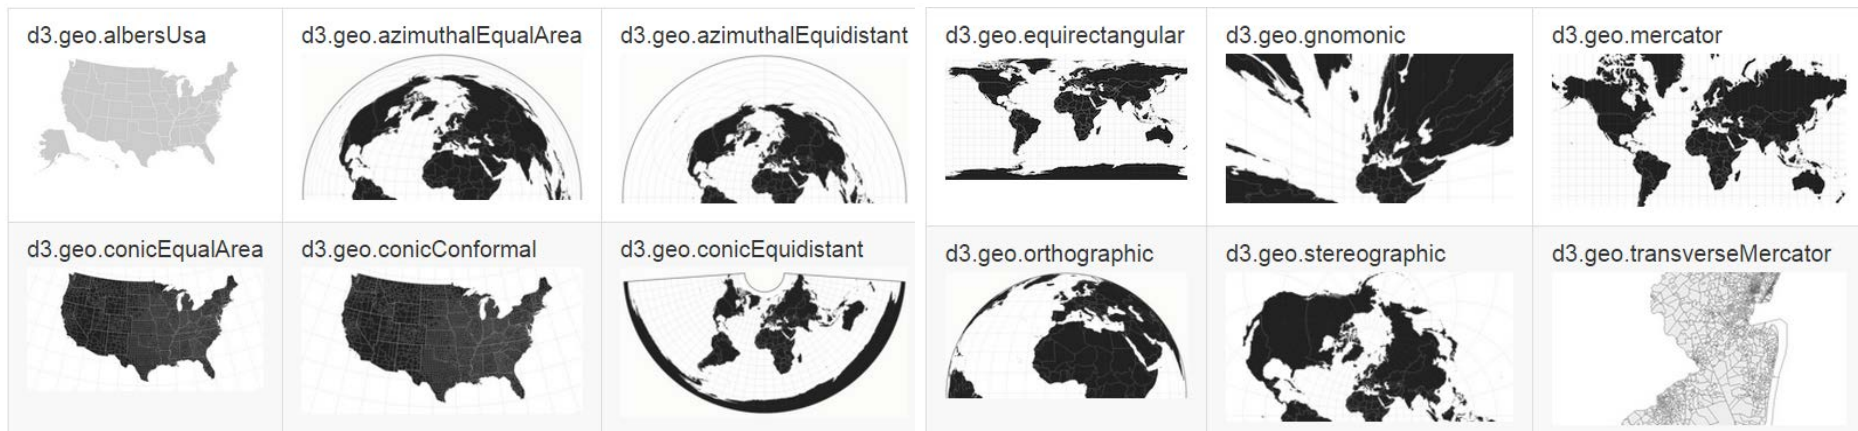 d3.geo.albersUsa
d3.geo.azimuthalEqualArea
d3.geo.azimuthalEquidistant
d3.geo.equirectangular
d3.geo.gnomonic
d3.geo.mercator
d3.geo.conicEqualArea
d3.geo.conicConformal
d3.geo.conicEquidistant
d3.geo.orthographic
d3.geo.stereographic
d3.geo.transverseMercator